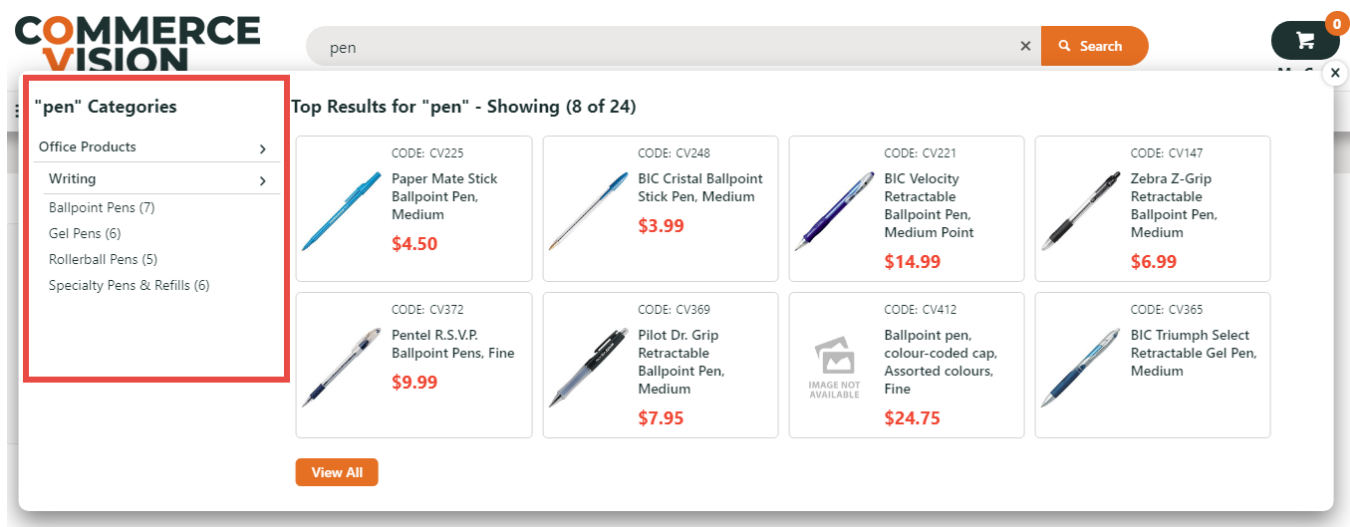 COMMERCE
VISION
pen
×
Search
0
×
"pen" Categories
Office Products
Writing
Ballpoint Pens (7)
Gel Pens (6)
Rollerball Pens (5)
Specialty Pens & Refills (6)
Top Results for "pen" - Showing (8 of 24)
CODE: CV225
Paper Mate Stick
Ballpoint Pen,
Medium
$4.50
CODE: CV248
BIC Cristal Ballpoint
Stick Pen, Medium
$3.99
CODE: CV221
BIC Velocity
Retractable
Ballpoint Pen,
Medium Point
$14.99
CODE: CV147
Zebra Z-Grip
Retractable
Ballpoint Pen,
Medium
$6.99
CODE: CV372
Pentel R.S.V.P.
Ballpoint Pens, Fine
$9.99
CODE: CV369
Pilot Dr. Grip
Retractable
Ballpoint Pen,
Medium
$7.95
CODE: CV412
Ballpoint pen,
colour-coded cap,
Assorted colours,
Fine
$24.75
IMAGE NOT
AVAILABLE
CODE: CV365
BIC Triumph Select
Retractable Gel Pen,
Medium
View All